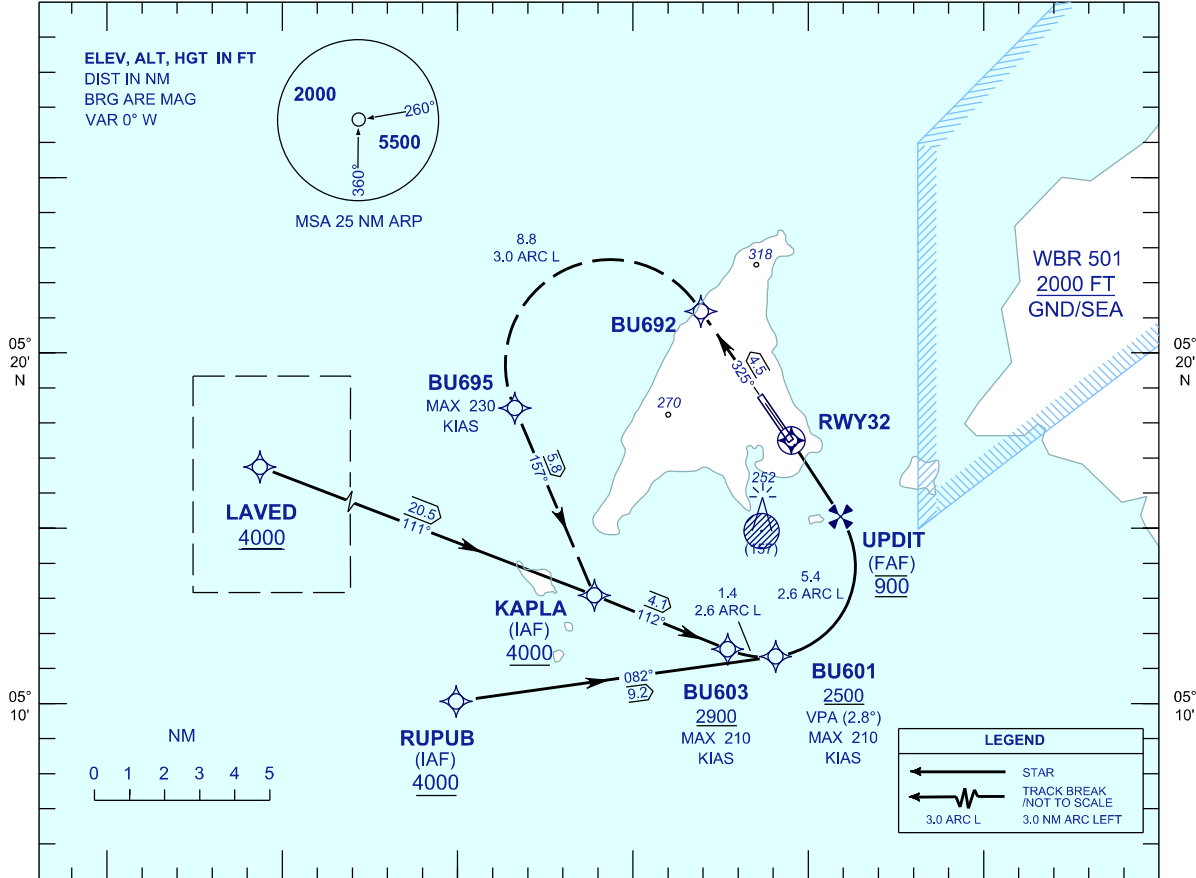 ELEV, ALT, HGT IN FT
DIST IN NM
BRG ARE MAG
VAR 0° W
2000
260°
5500
360°
MSA 25 NM ARP
8.8
3.0 ARC L
318
WBR 501
2000 FT
GND/SEA
BU692
05°
20'
N
05°
20'
N
4.5
325°
BU695
MAX 230
KIAS
270
RWY32
5.8
157°
252
(197)
LAVED
4000
20.5
111°
UPDIT
(FAF)
900
5.4
2.6 ARC L
1.4
2.6 ARC L
KAPLA
(IAF)
4000
4.1
112°
BU601
2500
VPA (2.8°)
MAX 210
KIAS
BU603
2900
MAX 210
KIAS
082°
9.2
RUPUB
(IAF)
4000
05°
10'
05°
10'
NM
0 1 2 3 4 5
LEGEND
STAR
TRACK BREAK
/NOT TO SCALE
3.0 ARC L 3.0 NM ARC LEFT